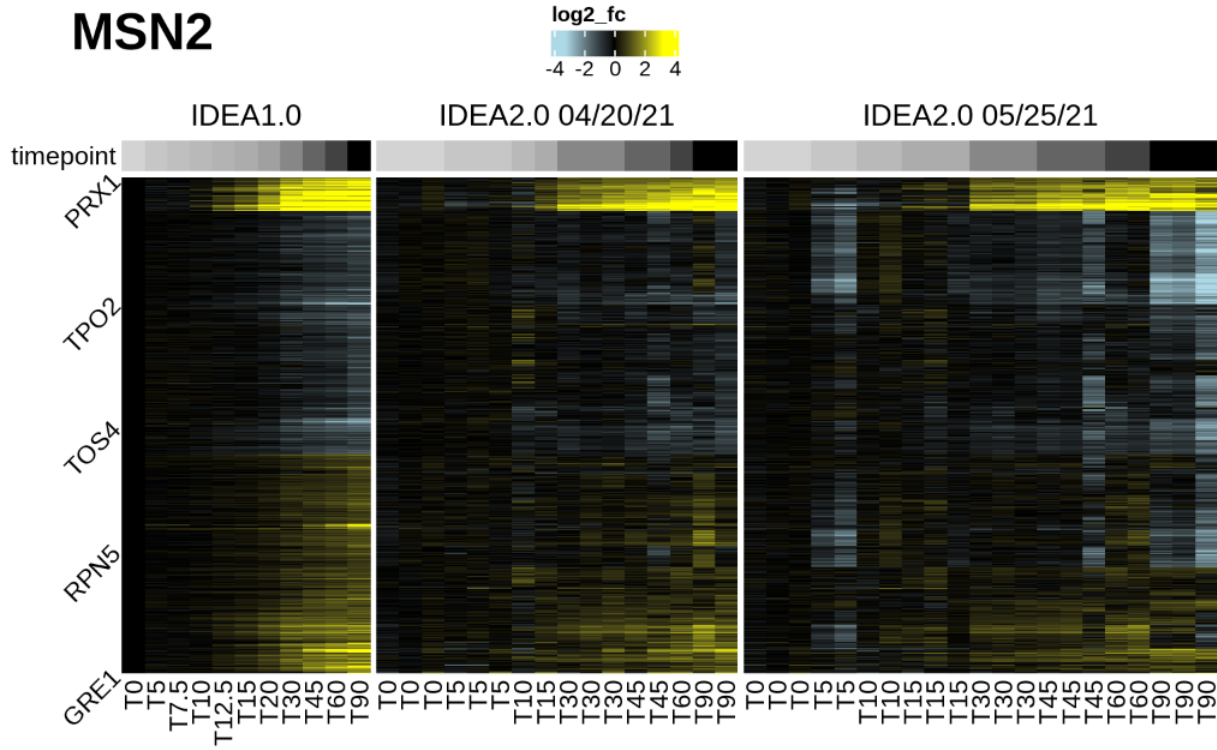 MSN2
log2_fc
-4 -2 0 2 4
IDEA1.0 IDEA2.0 04/20/21 IDEA2.0 05/25/21
timepoint
PRX1
TPO2
TOS4
RPN5
GRE1
T0 T5 T7.5 T10 T12.5 T15 T20 T30 T45 T60 T90 T0 T0 T0 T5 T5 T5 T10 T15 T30 T30 T30 T45 T45 T60 T90 T90 T0 T0 T0 T5 T5 T10 T10 T15 T15 T15 T30 T30 T30 T45 T45 T45 T60 T60 T90 T90 T90